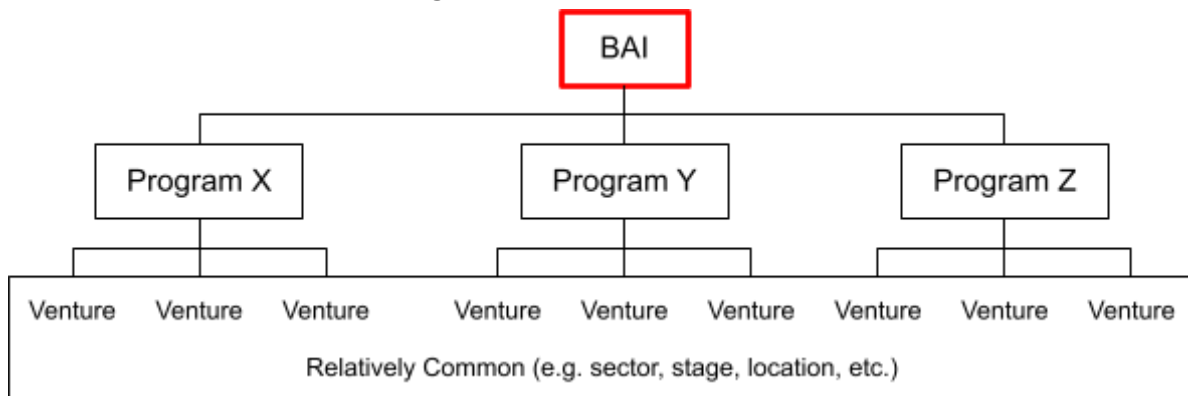 BAI
Program X Program Y Program Z
Venture Venture Venture Venture Venture Venture Venture Venture Venture
Relatively Common (e.g. sector, stage, location, etc.)